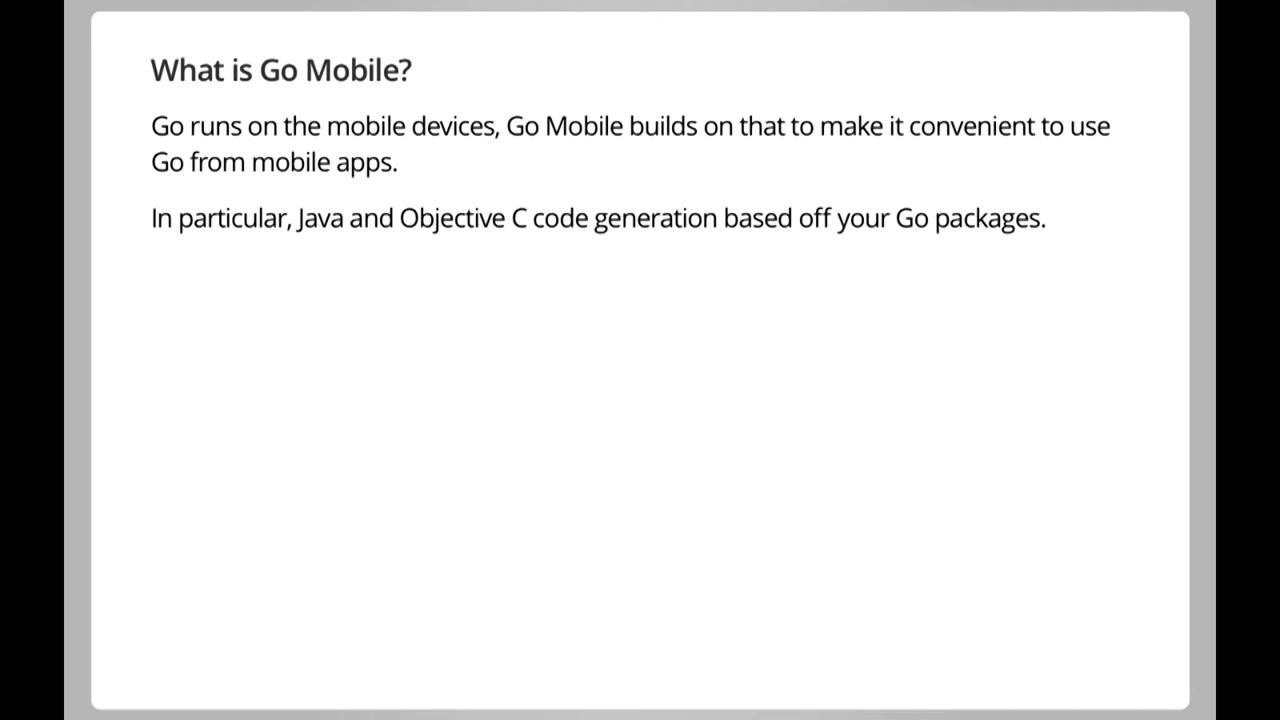 What is Go Mobile?
Go runs on the mobile devices, Go Mobile builds on that to make it convenient to use
Go from mobile apps.
In particular, Java and Objective C code generation based off your Go packages.